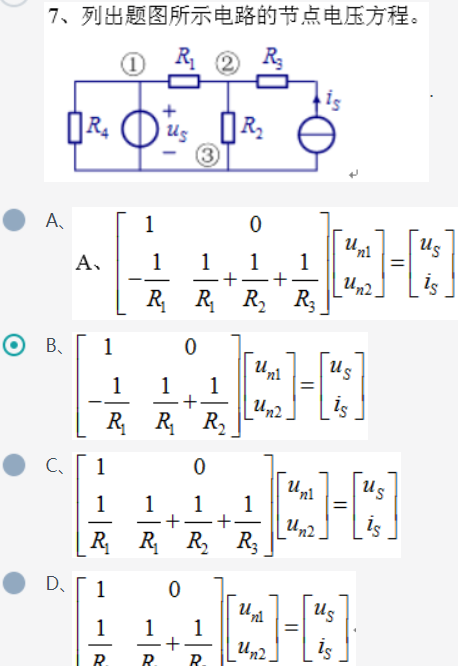 7、列出题图所示电路的节点电压方程。
① R₁ ② R₃
iₛ
R₄ + uₛ − R₂
③
A、
A、 [1 0; −1/R₁ 1/R₁+1/R₂+1/R₃] [uₙ₁; uₙ₂] = [uₛ; iₛ]
B、 [1 0; −1/R₁ 1/R₁+1/R₂] [uₙ₁; uₙ₂] = [uₛ; iₛ]
C、 [1 0; 1/R₁ 1/R₁+1/R₂+1/R₃] [uₙ₁; uₙ₂] = [uₛ; iₛ]
D、 [1 0; 1/R 1/R+1/R] [uₙ₁; uₙ₂] = [uₛ; iₛ]